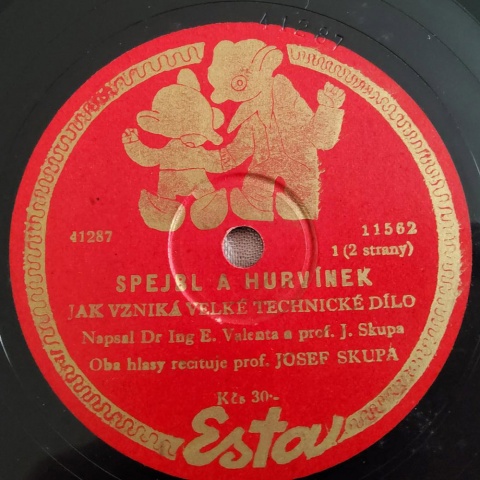 41287
41287
11562
1 (2 strany)
SPEJBL A HURVÍNEK
JAK VZNIKÁ VELKÉ TECHNICKÉ DÍLO
Napsal Dr Ing E. Valenta a prof. J. Skupa
Oba hlasy recituje prof. JOSEF SKUPA
Kčs 30·-
Esta